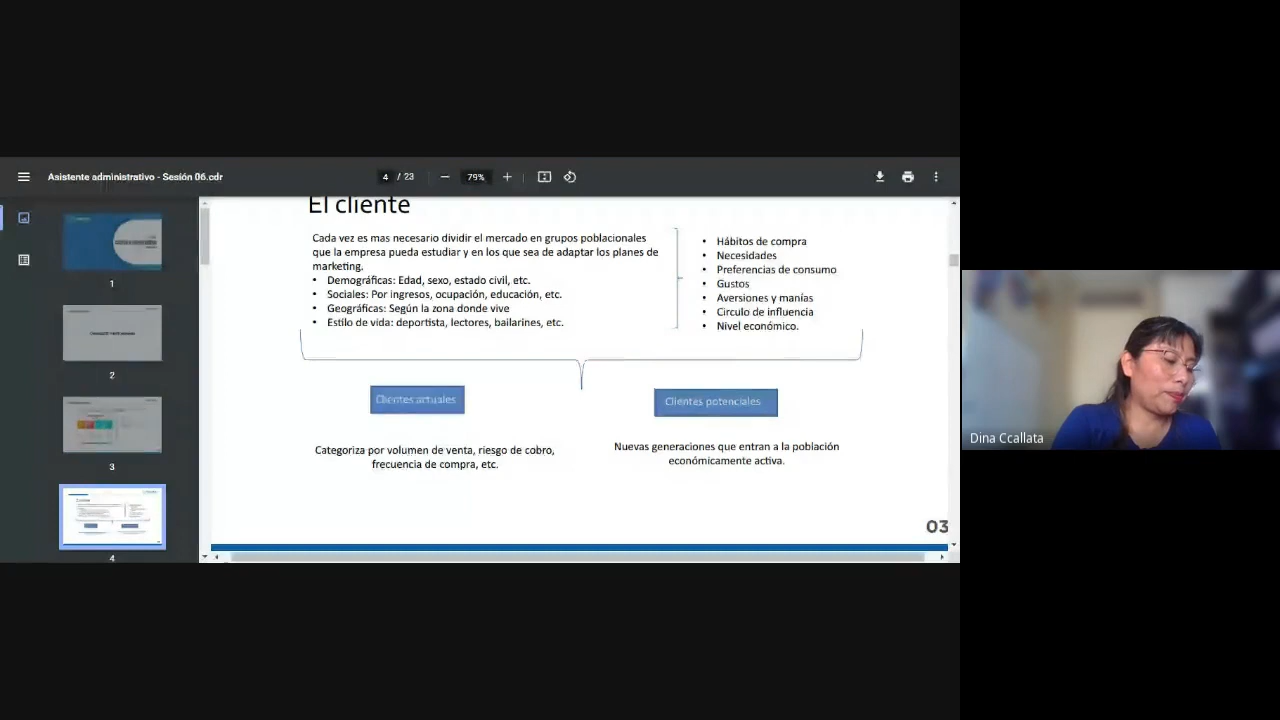 Asistente administrativo - Sesión 06.cdr
4 / 23
79%
El cliente
Cada vez es mas necesario dividir el mercado en grupos poblacionales
que la empresa pueda estudiar y en los que sea de adaptar los planes de
marketing.
• Demográficas: Edad, sexo, estado civil, etc.
• Sociales: Por ingresos, ocupación, educación, etc.
• Geográficas: Según la zona donde vive
• Estilo de vida: deportista, lectores, bailarines, etc.
• Hábitos de compra
• Necesidades
• Preferencias de consumo
• Gustos
• Aversiones y manías
• Circulo de influencia
• Nivel económico.
Clientes actuales
Clientes potenciales
Categoriza por volumen de venta, riesgo de cobro,
frecuencia de compra, etc.
Nuevas generaciones que entran a la población
económicamente activa.
03
1
2
3
4
Dina Ccallata